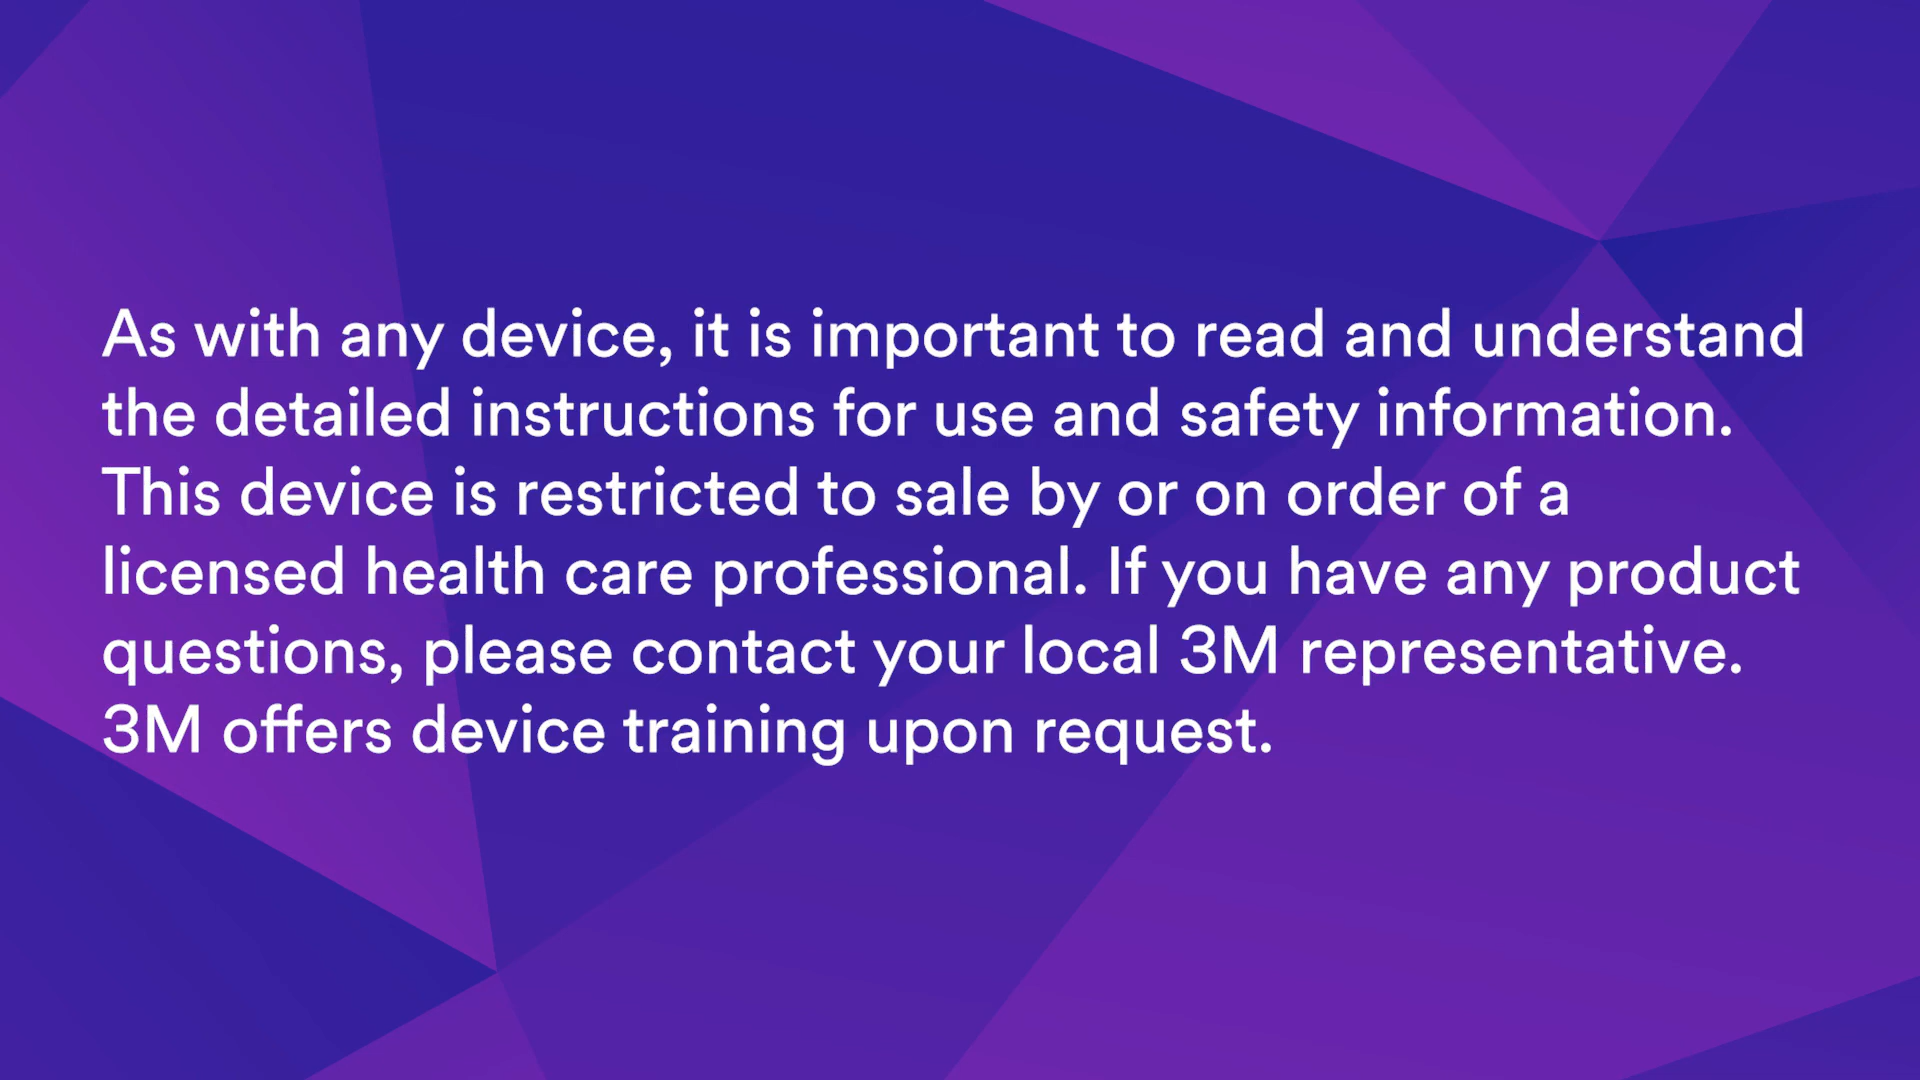 As with any device, it is important to read and understand
the detailed instructions for use and safety information.
This device is restricted to sale by or on order of a
licensed health care professional. If you have any product
questions, please contact your local 3M representative.
3M offers device training upon request.